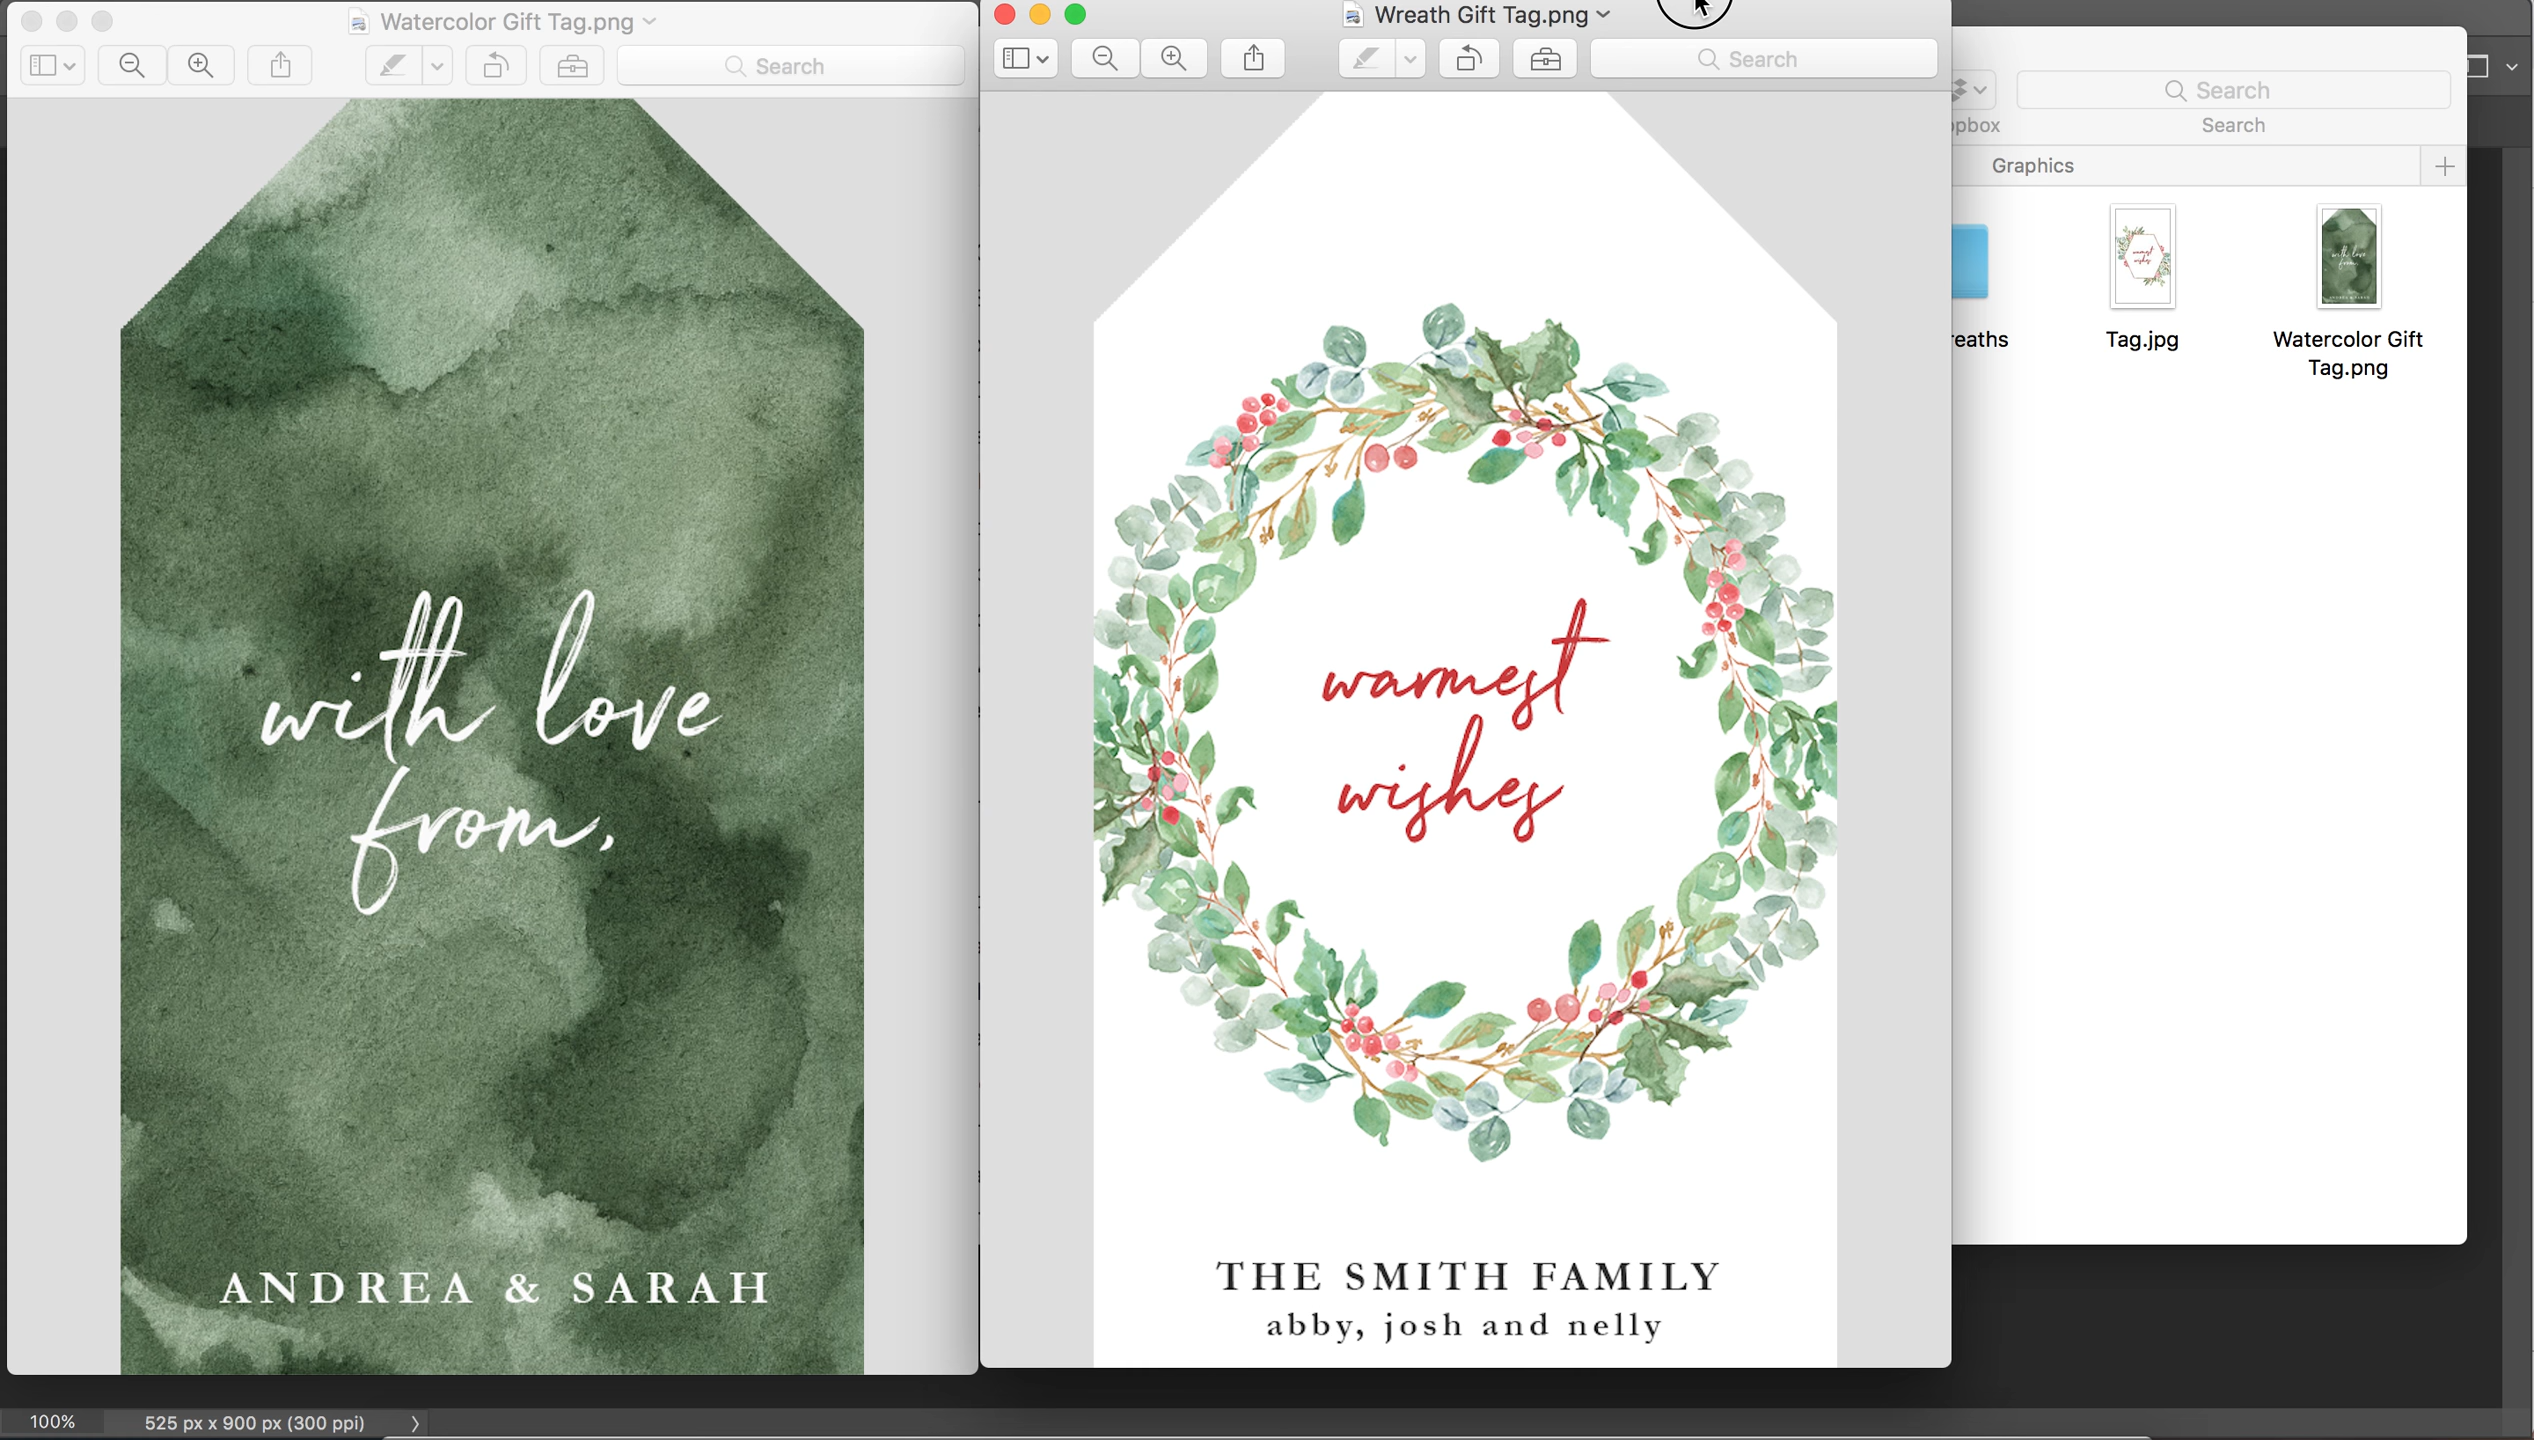 Watercolor Gift Tag.png
Search
with love
from,
ANDREA & SARAH
Wreath Gift Tag.png
Search
warmest
wishes
THE SMITH FAMILY
abby, josh and nelly
Search
pbox
Search
Graphics
eaths
Tag.jpg
Watercolor Gift
Tag.png
100%
525 px x 900 px (300 ppi)